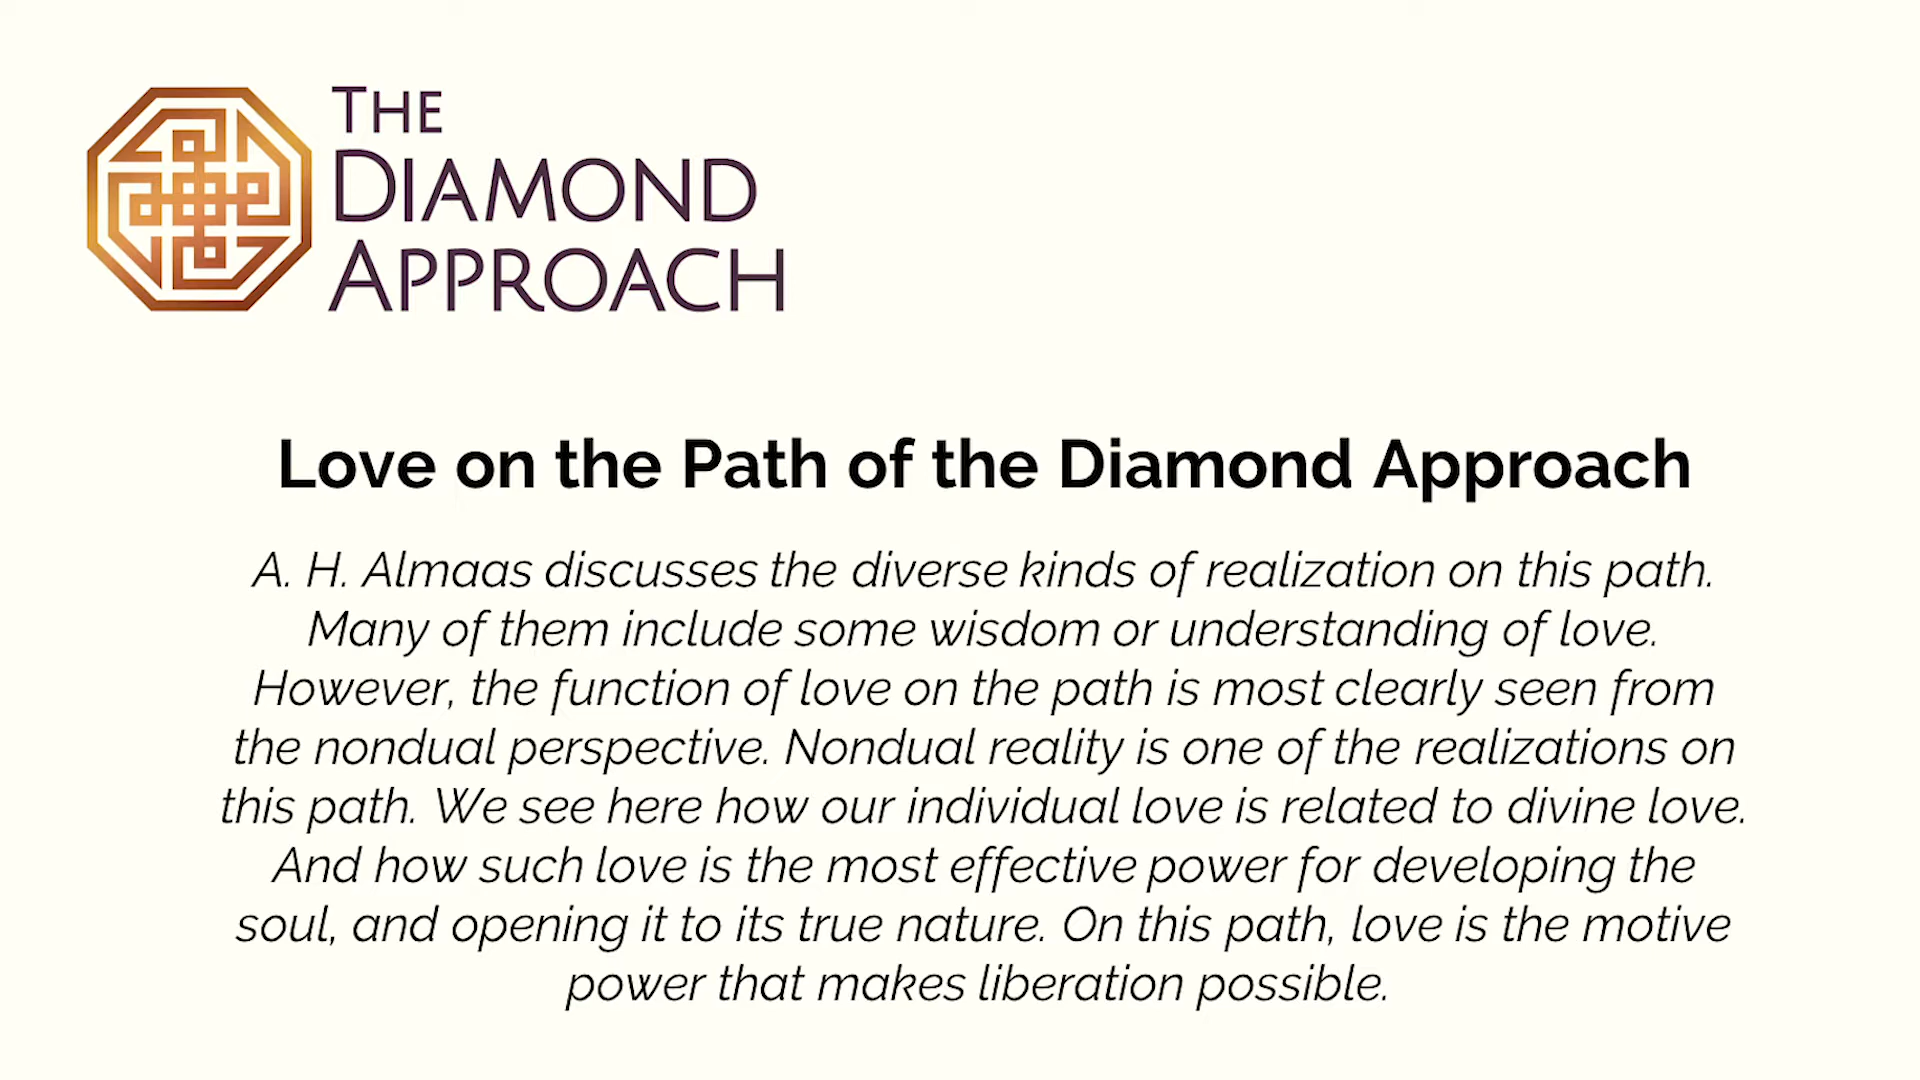 THE
DIAMOND
APPROACH
Love on the Path of the Diamond Approach
A. H. Almaas discusses the diverse kinds of realization on this path.
Many of them include some wisdom or understanding of love.
However, the function of love on the path is most clearly seen from
the nondual perspective. Nondual reality is one of the realizations on
this path. We see here how our individual love is related to divine love.
And how such love is the most effective power for developing the
soul, and opening it to its true nature. On this path, love is the motive
power that makes liberation possible.